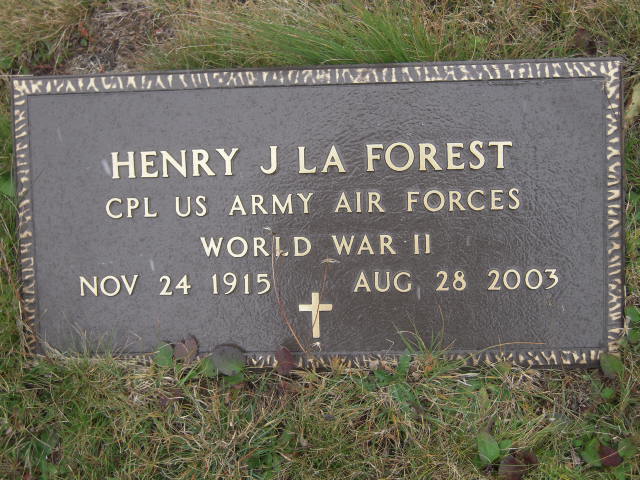 HENRY J LA FOREST
CPL US ARMY AIR FORCES
WORLD WAR II
NOV 24 1915 AUG 28 2003